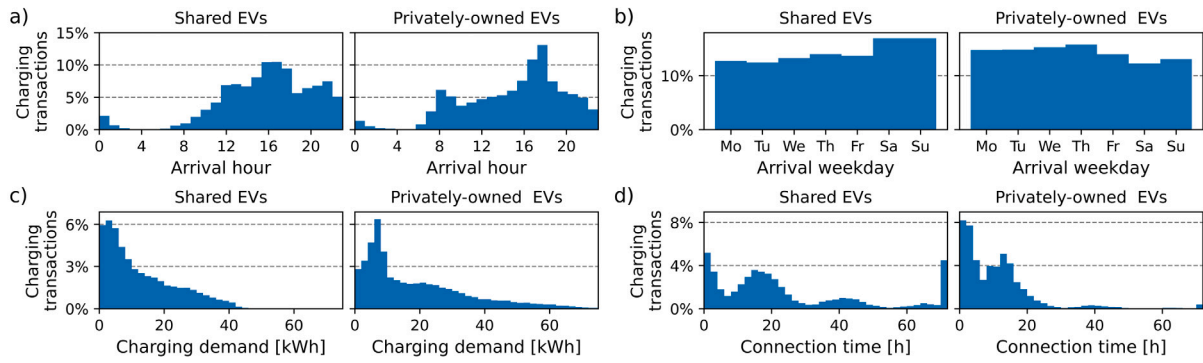 a)
Shared EVs
Privately-owned EVs
Charging
transactions
15%
10%
5%
0%
0 4 8 12 16 20
0 4 8 12 16 20
Arrival hour
Arrival hour
b)
Shared EVs
Privately-owned EVs
Charging
transactions
10%
0%
Mo Tu We Th Fr Sa Su
Mo Tu We Th Fr Sa Su
Arrival weekday
Arrival weekday
c)
Shared EVs
Privately-owned EVs
Charging
transactions
6%
3%
0%
0 20 40 60
0 20 40 60
Charging demand [kWh]
Charging demand [kWh]
d)
Shared EVs
Privately-owned EVs
Charging
transactions
8%
4%
0%
0 20 40 60
0 20 40 60
Connection time [h]
Connection time [h]